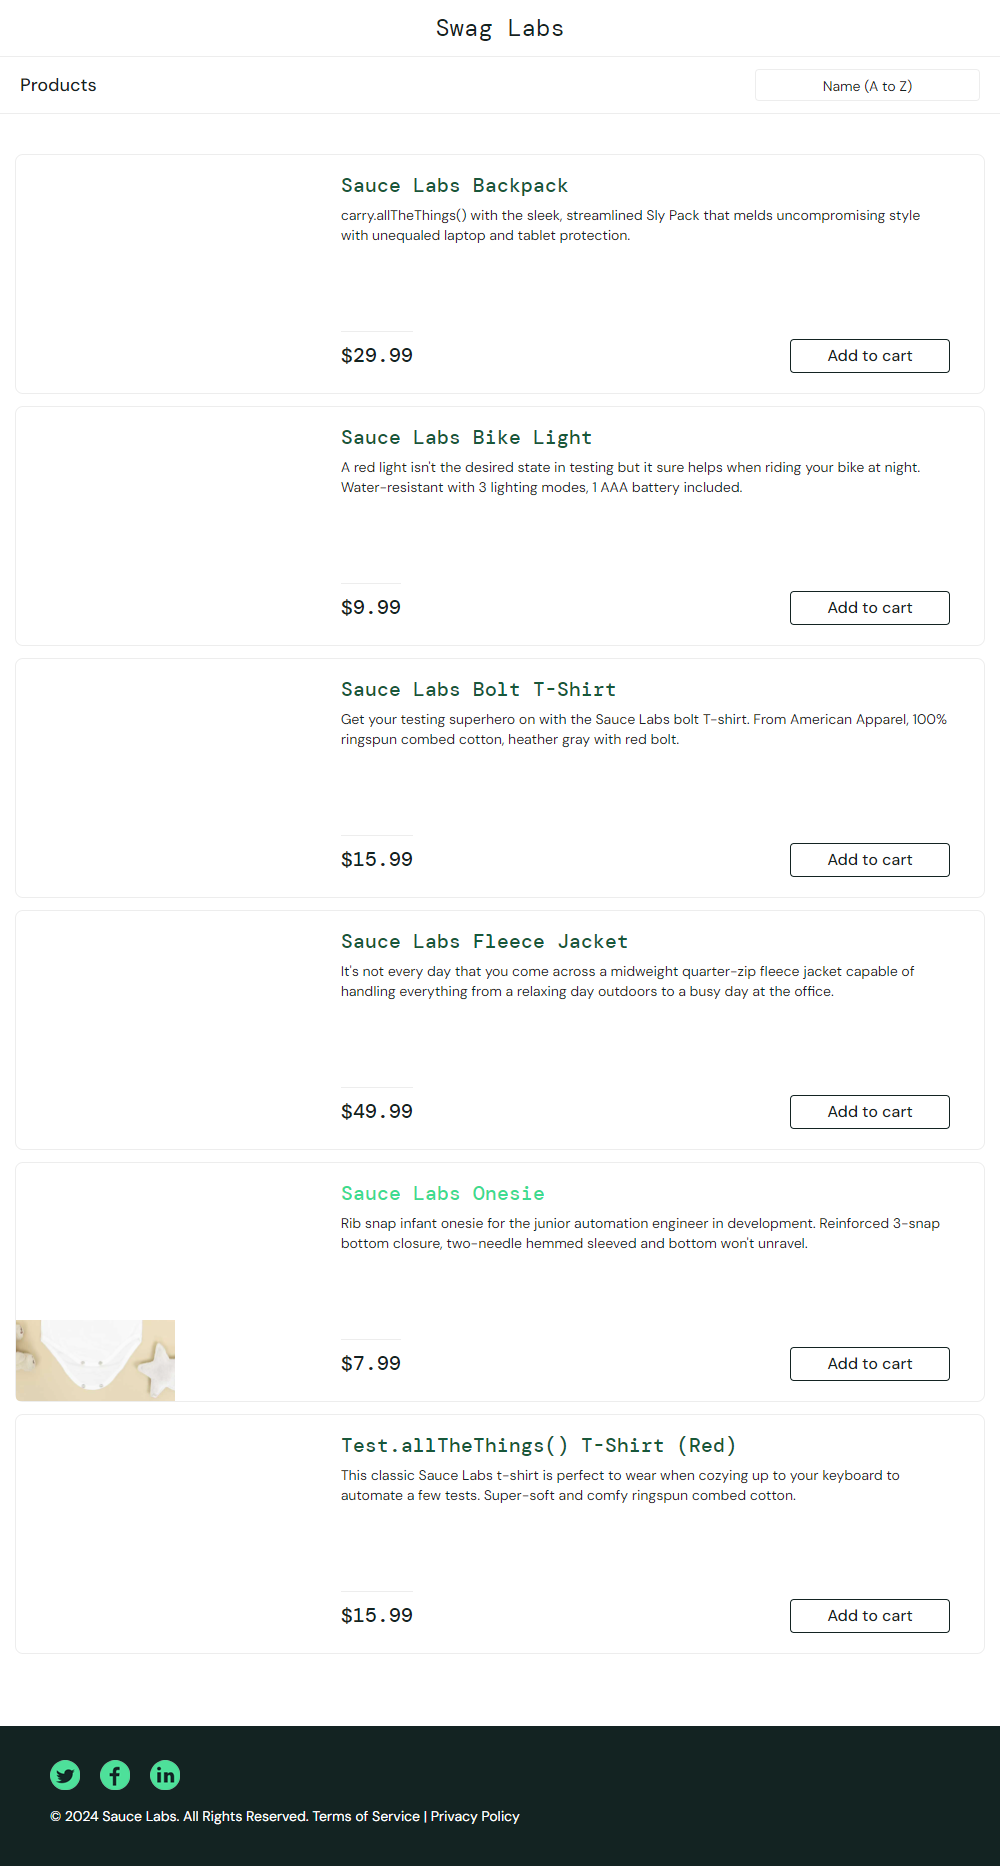 Swag Labs
Products
Name (A to Z)
Sauce Labs Backpack
carry.allTheThings() with the sleek, streamlined Sly Pack that melds uncompromising style
with unequaled laptop and tablet protection.
$29.99
Add to cart
Sauce Labs Bike Light
A red light isn't the desired state in testing but it sure helps when riding your bike at night.
Water-resistant with 3 lighting modes, 1 AAA battery included.
$9.99
Add to cart
Sauce Labs Bolt T-Shirt
Get your testing superhero on with the Sauce Labs bolt T-shirt. From American Apparel, 100%
ringspun combed cotton, heather gray with red bolt.
$15.99
Add to cart
Sauce Labs Fleece Jacket
It's not every day that you come across a midweight quarter-zip fleece jacket capable of
handling everything from a relaxing day outdoors to a busy day at the office.
$49.99
Add to cart
Sauce Labs Onesie
Rib snap infant onesie for the junior automation engineer in development. Reinforced 3-snap
bottom closure, two-needle hemmed sleeved and bottom won't unravel.
$7.99
Add to cart
Test.allTheThings() T-Shirt (Red)
This classic Sauce Labs t-shirt is perfect to wear when cozying up to your keyboard to
automate a few tests. Super-soft and comfy ringspun combed cotton.
$15.99
Add to cart
© 2024 Sauce Labs. All Rights Reserved. Terms of Service | Privacy Policy